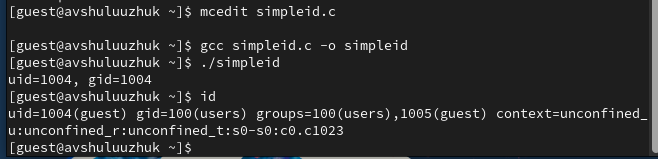 [guest@avshuluuzhuk ~]$ mcedit simpleid.c
[guest@avshuluuzhuk ~]$ gcc simpleid.c -o simpleid
[guest@avshuluuzhuk ~]$ ./simpleid
uid=1004, gid=1004
[guest@avshuluuzhuk ~]$ id
uid=1004(guest) gid=100(users) groups=100(users),1005(guest) context=unconfined_
u:unconfined_r:unconfined_t:s0-s0:c0.c1023
[guest@avshuluuzhuk ~]$